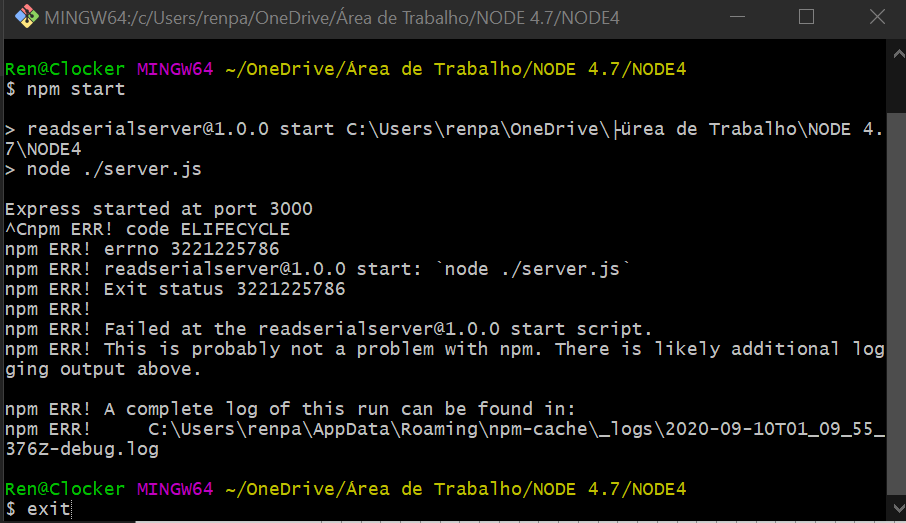 MINGW64:/c/Users/renpa/OneDrive/Área de Trabalho/NODE 4.7/NODE4
Ren@Clocker MINGW64 ~/OneDrive/Área de Trabalho/NODE 4.7/NODE4
$ npm start
> readserialserver@1.0.0 start C:\Users\renpa\OneDrive\├ürea de Trabalho\NODE 4.
7\NODE4
> node ./server.js
Express started at port 3000
^Cnpm ERR! code ELIFECYCLE
npm ERR! errno 3221225786
npm ERR! readserialserver@1.0.0 start: `node ./server.js`
npm ERR! Exit status 3221225786
npm ERR!
npm ERR! Failed at the readserialserver@1.0.0 start script.
npm ERR! This is probably not a problem with npm. There is likely additional log
ging output above.
npm ERR! A complete log of this run can be found in:
npm ERR!     C:\Users\renpa\AppData\Roaming\npm-cache\_logs\2020-09-10T01_09_55_
376Z-debug.log
Ren@Clocker MINGW64 ~/OneDrive/Área de Trabalho/NODE 4.7/NODE4
$ exit